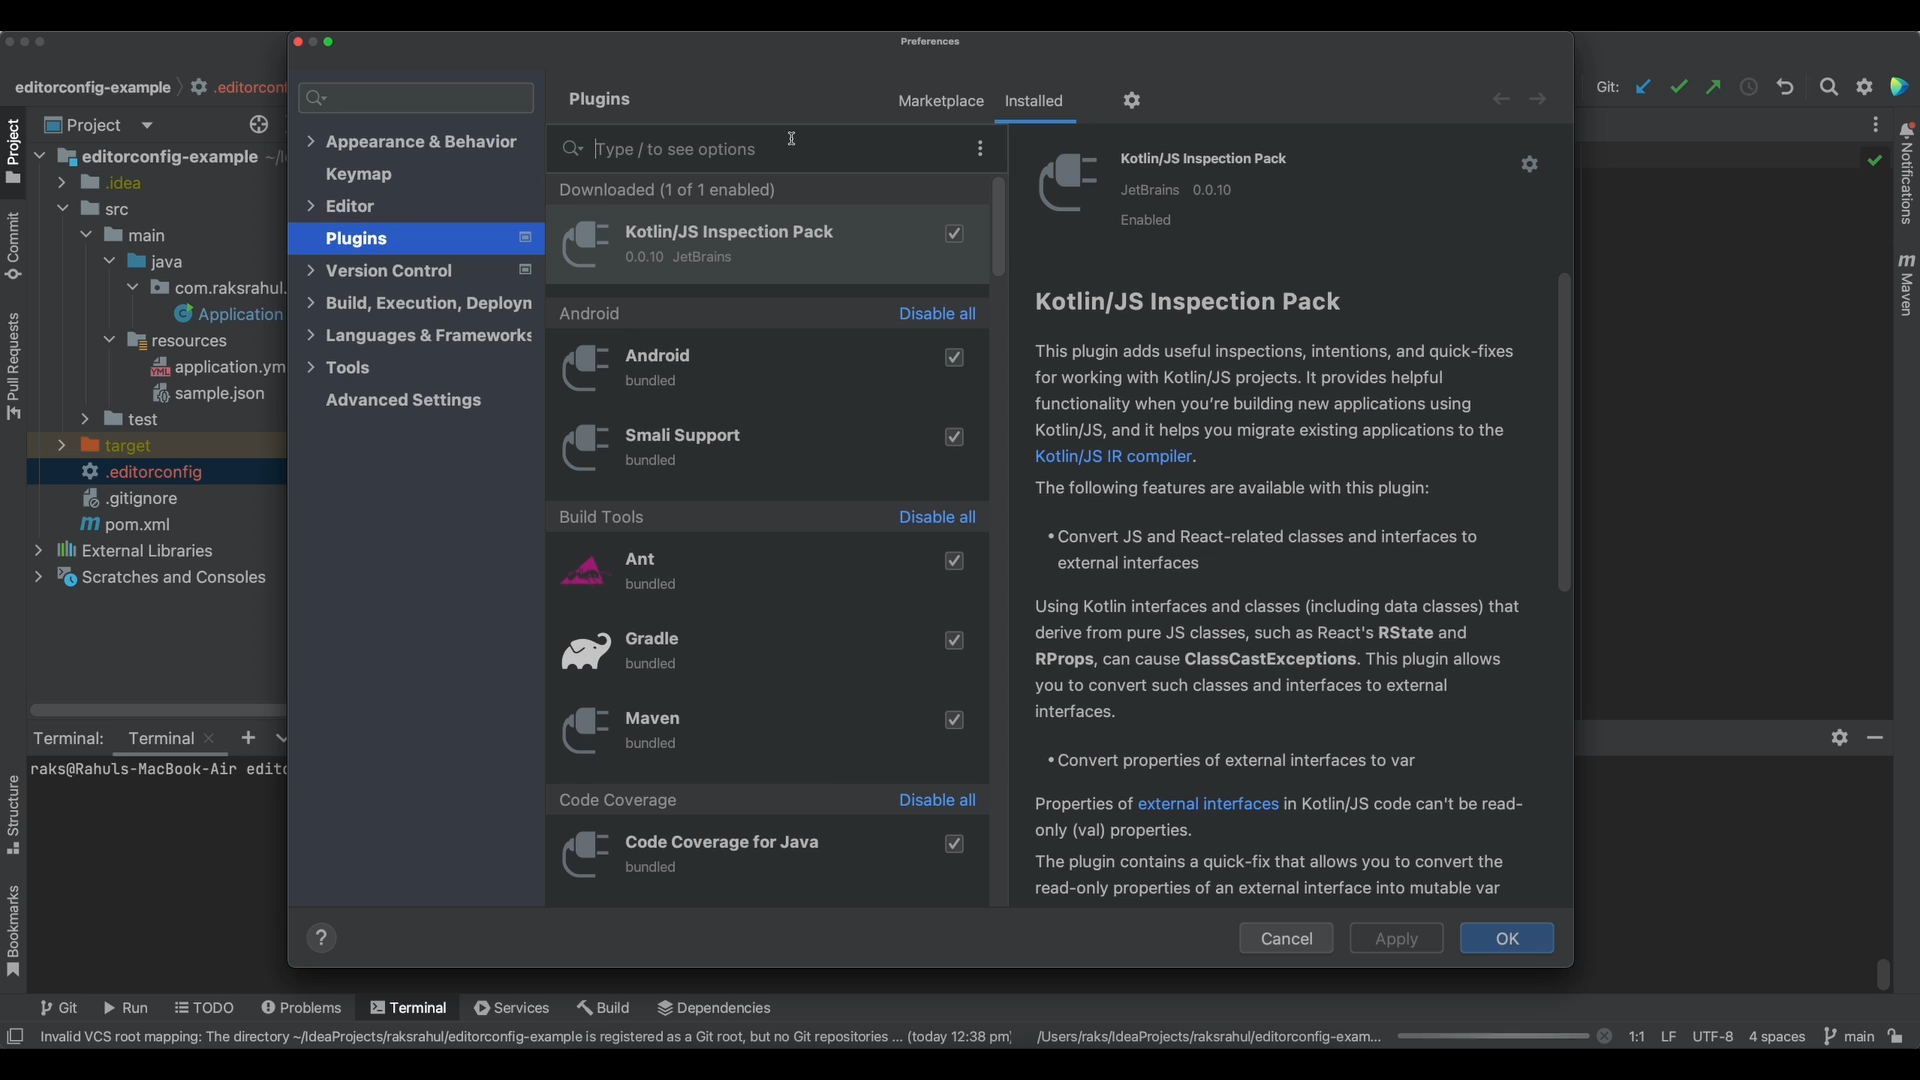 Preferences
editorconfig-example
.editorconf
Git:
Project
Project
editorconfig-example ~/I
.idea
src
main
java
com.raksrahul.
Application
resources
application.ym
sample.json
test
target
.editorconfig
.gitignore
pom.xml
External Libraries
Scratches and Consoles
Commit
Pull Requests
Structure
Bookmarks
Terminal:
Terminal
raks@Rahuls-MacBook-Air edito
Appearance & Behavior
Keymap
Editor
Plugins
Version Control
Build, Execution, Deployn
Languages & Frameworks
Tools
Advanced Settings
Plugins
Marketplace
Installed
Type / to see options
Downloaded (1 of 1 enabled)
Kotlin/JS Inspection Pack
0.0.10 JetBrains
Android
Disable all
Android
bundled
Smali Support
bundled
Build Tools
Disable all
Ant
bundled
Gradle
bundled
Maven
bundled
Code Coverage
Disable all
Code Coverage for Java
bundled
Kotlin/JS Inspection Pack
JetBrains 0.0.10
Enabled
Kotlin/JS Inspection Pack
This plugin adds useful inspections, intentions, and quick-fixes
for working with Kotlin/JS projects. It provides helpful
functionality when you're building new applications using
Kotlin/JS, and it helps you migrate existing applications to the
Kotlin/JS IR compiler.
The following features are available with this plugin:
• Convert JS and React-related classes and interfaces to
external interfaces
Using Kotlin interfaces and classes (including data classes) that
derive from pure JS classes, such as React's RState and
RProps, can cause ClassCastExceptions. This plugin allows
you to convert such classes and interfaces to external
interfaces.
• Convert properties of external interfaces to var
Properties of external interfaces in Kotlin/JS code can't be read-
only (val) properties.
The plugin contains a quick-fix that allows you to convert the
read-only properties of an external interface into mutable var
?
Cancel
Apply
OK
Notifications
Maven
Git
Run
TODO
Problems
Terminal
Services
Build
Dependencies
Invalid VCS root mapping: The directory ~/IdeaProjects/raksrahul/editorconfig-example is registered as a Git root, but no Git repositories ... (today 12:38 pm)
/Users/raks/IdeaProjects/raksrahul/editorconfig-exam...
1:1
LF
UTF-8
4 spaces
main